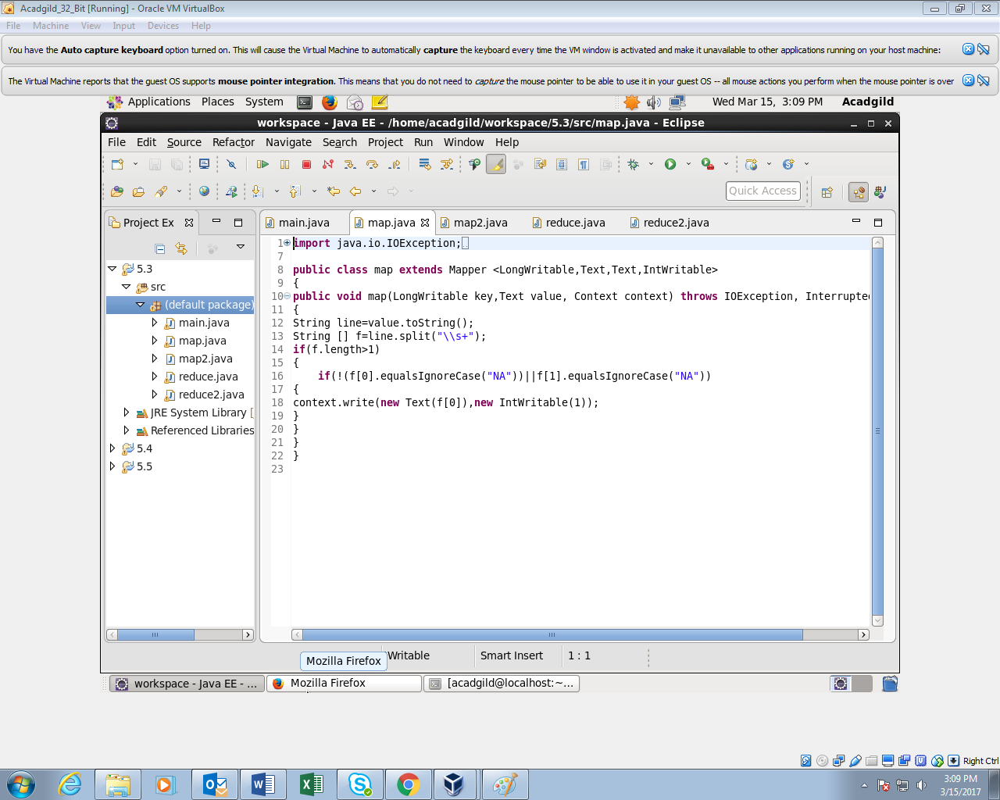 Acadgild_32_Bit [Running] - Oracle VM VirtualBox
File Machine View Input Devices Help
You have the Auto capture keyboard option turned on. This will cause the Virtual Machine to automatically capture the keyboard every time the VM window is activated and make it unavailable to other applications running on your host machine:
The Virtual Machine reports that the guest OS supports mouse pointer integration. This means that you do not need to capture the mouse pointer to be able to use it in your guest OS -- all mouse actions you perform when the mouse pointer is over
Applications Places System Wed Mar 15, 3:09 PM Acadgild
workspace - Java EE - /home/acadgild/workspace/5.3/src/map.java - Eclipse
File Edit Source Refactor Navigate Search Project Run Window Help
Quick Access
Project Ex
main.java map.java map2.java reduce.java reduce2.java
5.3
src
(default package)
main.java
map.java
map2.java
reduce.java
reduce2.java
JRE System Library [
Referenced Libraries
5.4
5.5
1 import java.io.IOException;
7
8 public class map extends Mapper <LongWritable,Text,Text,IntWritable>
9 {
10 public void map(LongWritable key,Text value, Context context) throws IOException, Interrupte
11 {
12 String line=value.toString();
13 String [] f=line.split("\\s+");
14 if(f.length>1)
15 {
16 if(!(f[0].equalsIgnoreCase("NA"))||f[1].equalsIgnoreCase("NA"))
17 {
18 context.write(new Text(f[0]),new IntWritable(1));
19 }
20 }
21 }
22 }
23
Writable Smart Insert 1 : 1
Mozilla Firefox
workspace - Java EE - ... Mozilla Firefox [acadgild@localhost:~...
Right Ctrl
3:09 PM
3/15/2017